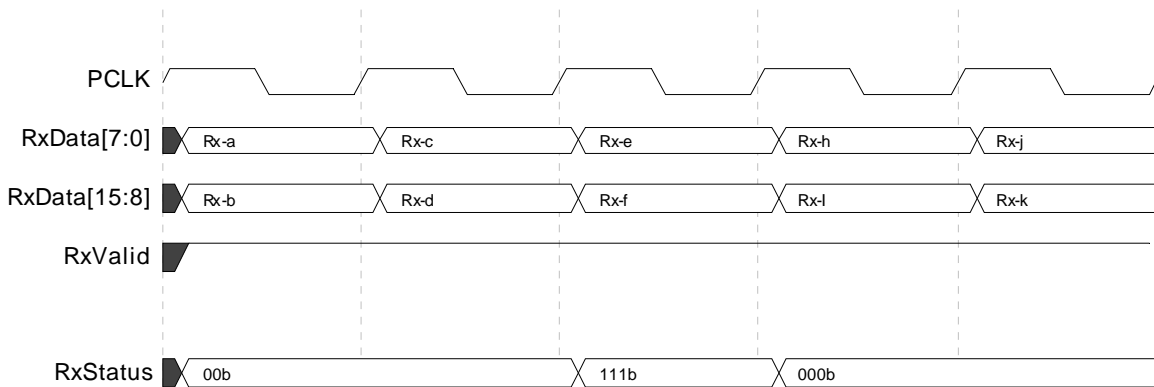 PCLK
RxData[7:0] Rx-a Rx-c Rx-e Rx-h Rx-j
RxData[15:8] Rx-b Rx-d Rx-f Rx-I Rx-k
RxValid
RxStatus 00b 111b 000b